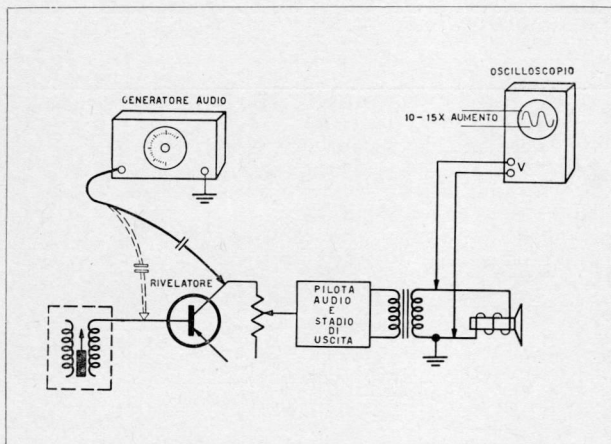 OSCILLOSCOPIO
GENERATORE AUDIO
10-15X AUMENTO
V
RIVELATORE
PILOTA
AUDIO
E
STADIO
DI
USCITA